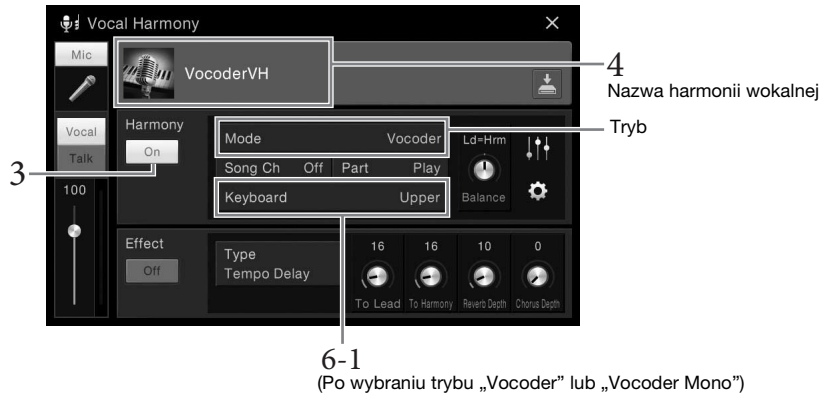 Vocal Harmony
Mic
VocoderVH
4
Nazwa harmonii wokalnej
Vocal
Talk
Harmony
On
Mode Vocoder
Ld=Hrm
Tryb
Song Ch Off Part Play
3
100
Keyboard Upper
Balance
Effect
Off
Type
Tempo Delay
16 16 10 0
To Lead To Harmony Reverb Depth Chorus Depth
6-1
(Po wybraniu trybu „Vocoder” lub „Vocoder Mono”)